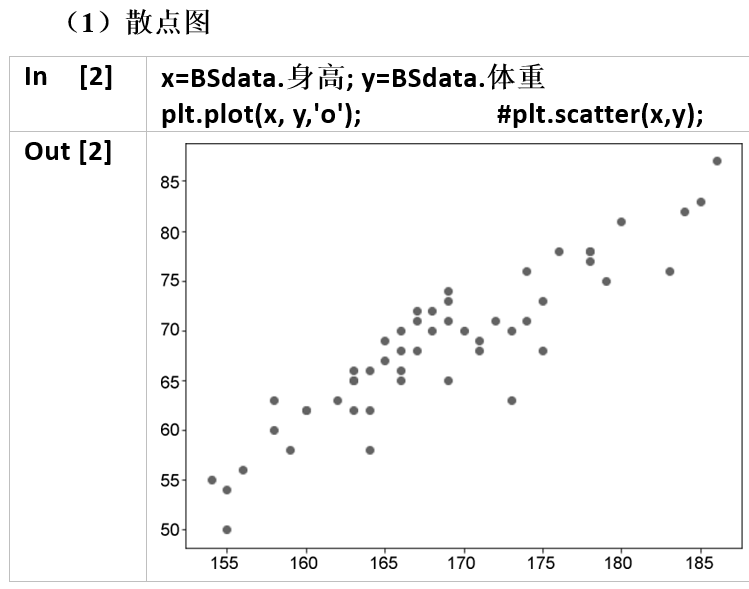 （1）散点图
In [2]
x=BSdata.身高; y=BSdata.体重
plt.plot(x, y,'o'); #plt.scatter(x,y);
Out [2]
85
80
75
70
65
60
55
50
155 160 165 170 175 180 185